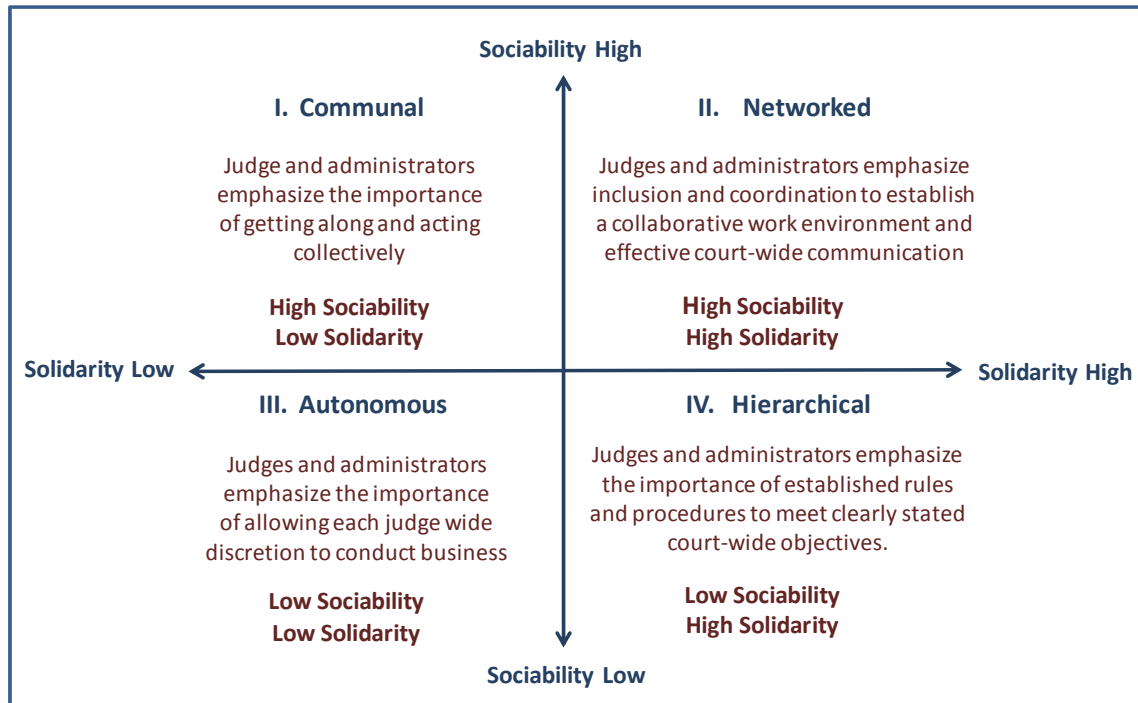 Sociability High
I. Communal
Judge and administrators
emphasize the importance
of getting along and acting
collectively
High Sociability
Low Solidarity
II. Networked
Judges and administrators emphasize
inclusion and coordination to establish
a collaborative work environment and
effective court-wide communication
High Sociability
High Solidarity
Solidarity Low
Solidarity High
III. Autonomous
Judges and administrators
emphasize the importance
of allowing each judge wide
discretion to conduct business
Low Sociability
Low Solidarity
IV. Hierarchical
Judges and administrators emphasize
the importance of established rules
and procedures to meet clearly stated
court-wide objectives.
Low Sociability
High Solidarity
Sociability Low